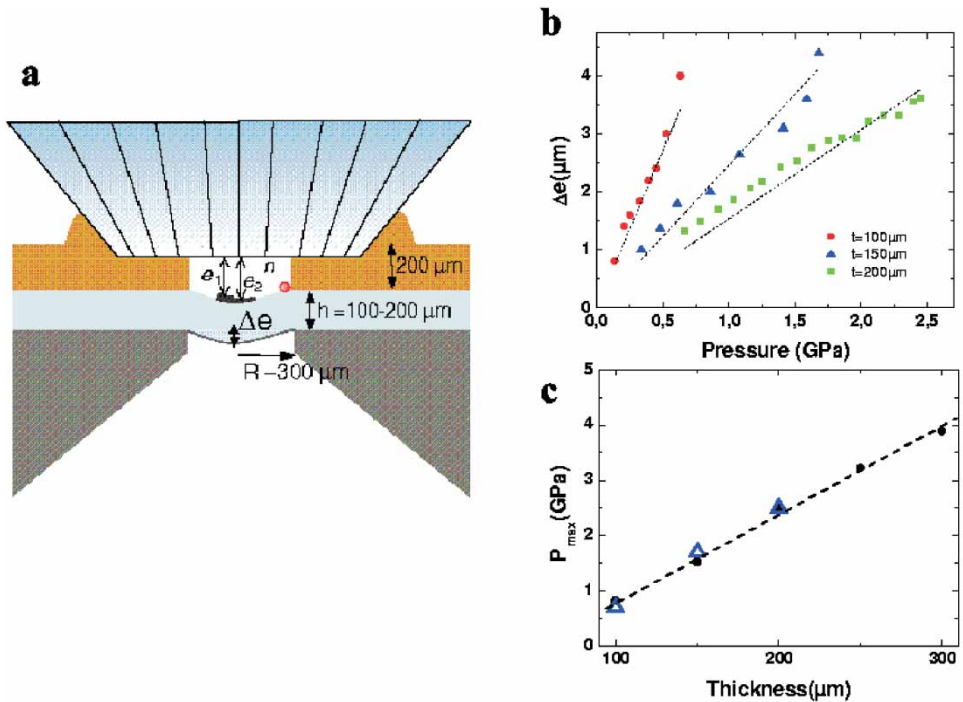 a
e₁
e₂
n
200 µm
h =100-200 µm
Δe
R –300 µm
b
4
3
2
1
0
Δe(µm)
0,0
0,5
1,0
1,5
2,0
2,5
Pressure (GPa)
t=100µm
t=150µm
t=200µm
c
5
4
3
2
1
0
Pmax(GPa)
100
200
300
Thickness(µm)